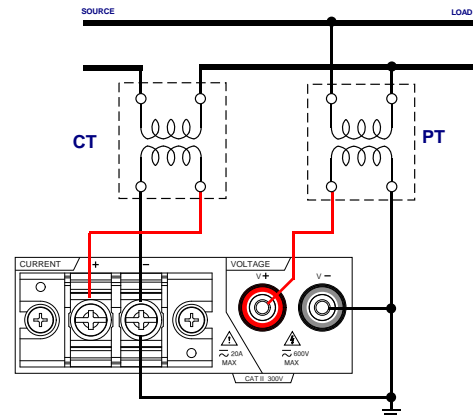 SOURCE LOAD
CT PT
CURRENT + − VOLTAGE
V + V −
20A 600V
MAX MAX
CAT II 300V